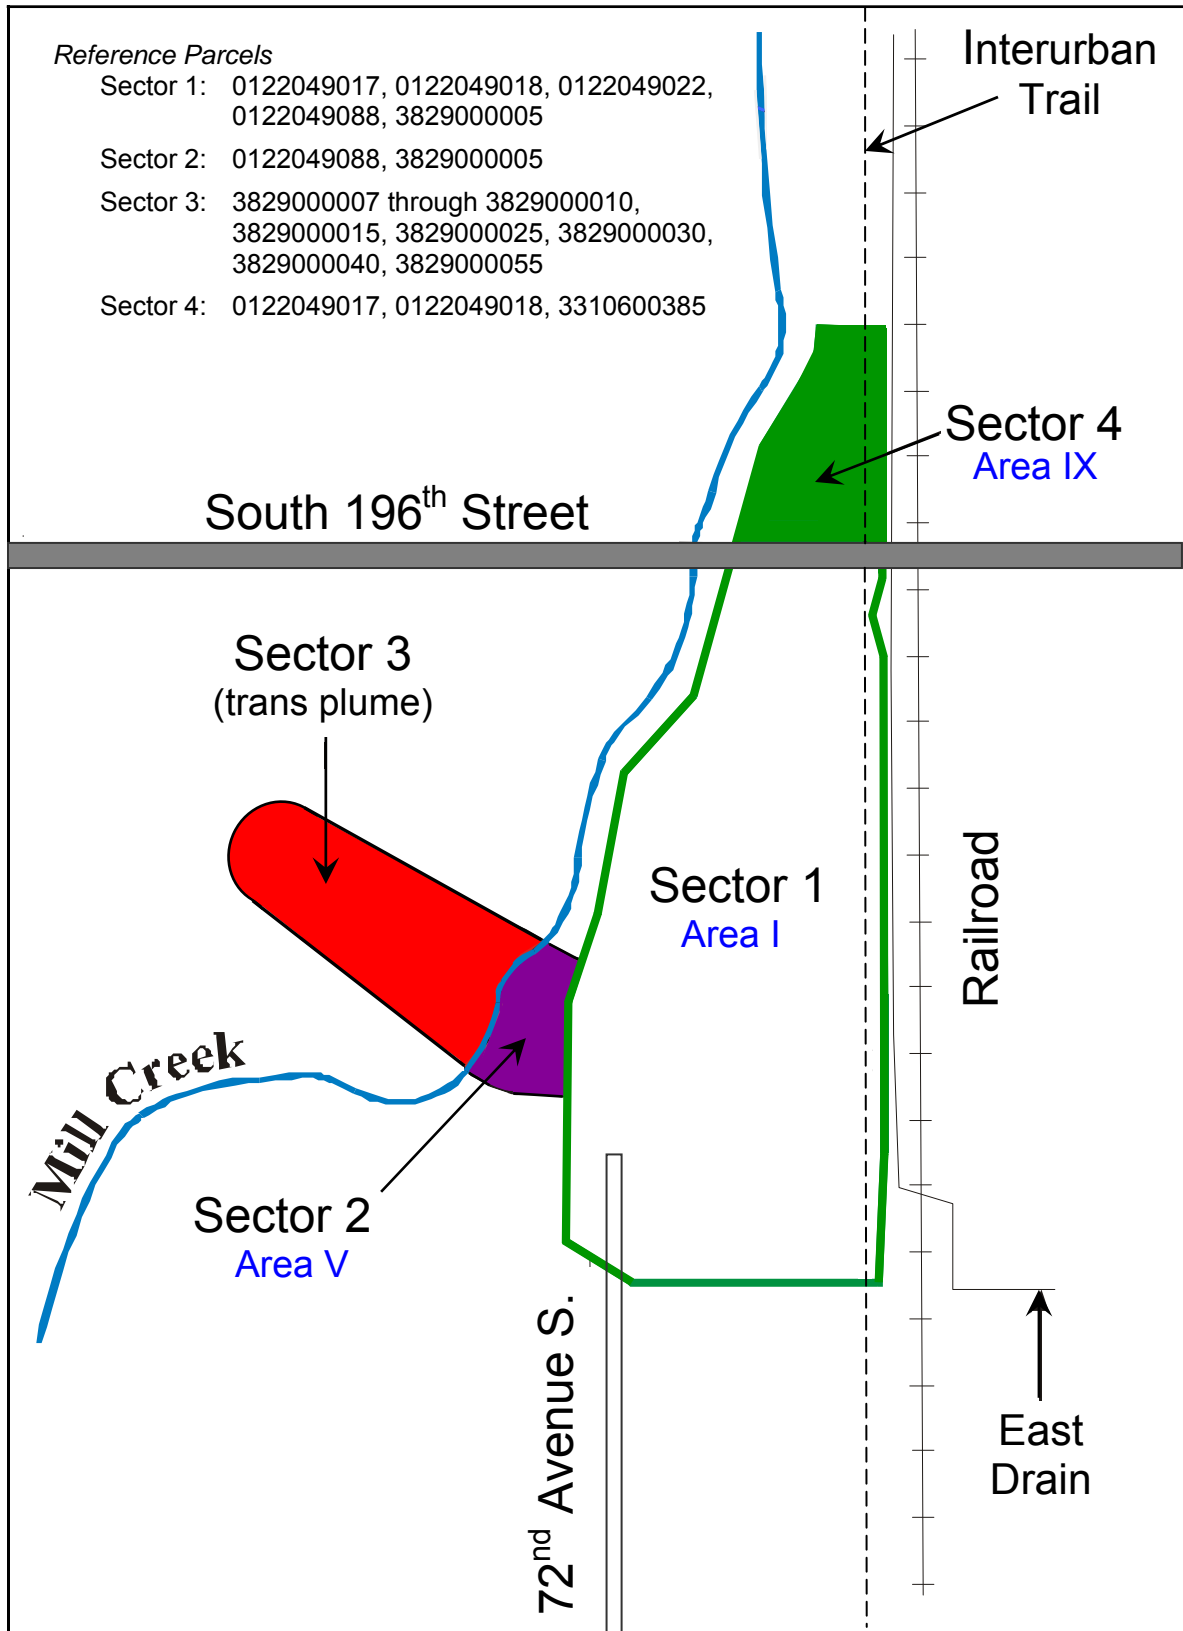 Reference Parcels
Sector 1: 0122049017, 0122049018, 0122049022,
0122049088, 3829000005
Sector 2: 0122049088, 3829000005
Sector 3: 3829000007 through 3829000010,
3829000015, 3829000025, 3829000030,
3829000040, 3829000055
Sector 4: 0122049017, 0122049018, 3310600385
Interurban
Trail
Sector 4
Area IX
South 196th Street
Sector 3
(trans plume)
Sector 1
Area I
Railroad
Mill Creek
Sector 2
Area V
72nd Avenue S.
East
Drain